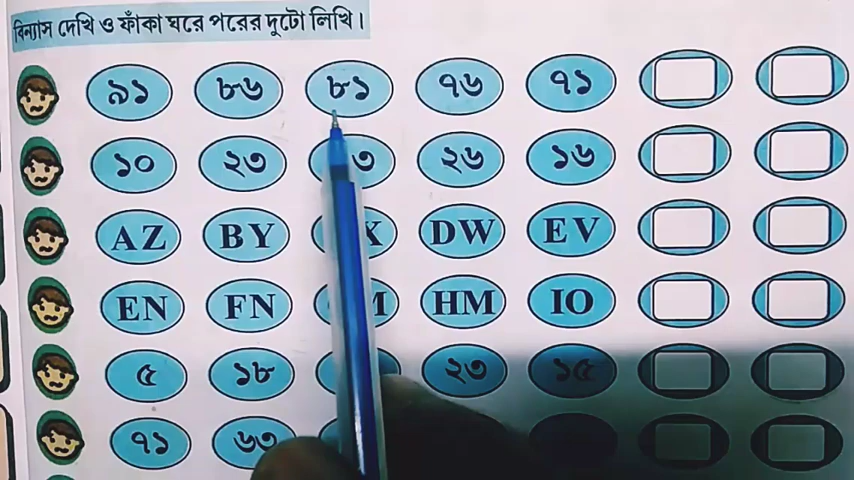 বিন্যাস দেখি ও ফাঁকা ঘরে পরের দুটো লিখি।
৯১ ৮৬ ৮১ ৭৬ ৭১
১০ ২৩ ২৬ ১৬
AZ BY X DW EV
EN FN M HM IO
৫ ১৮ ২৩ ১৫
৭১ ৬৩